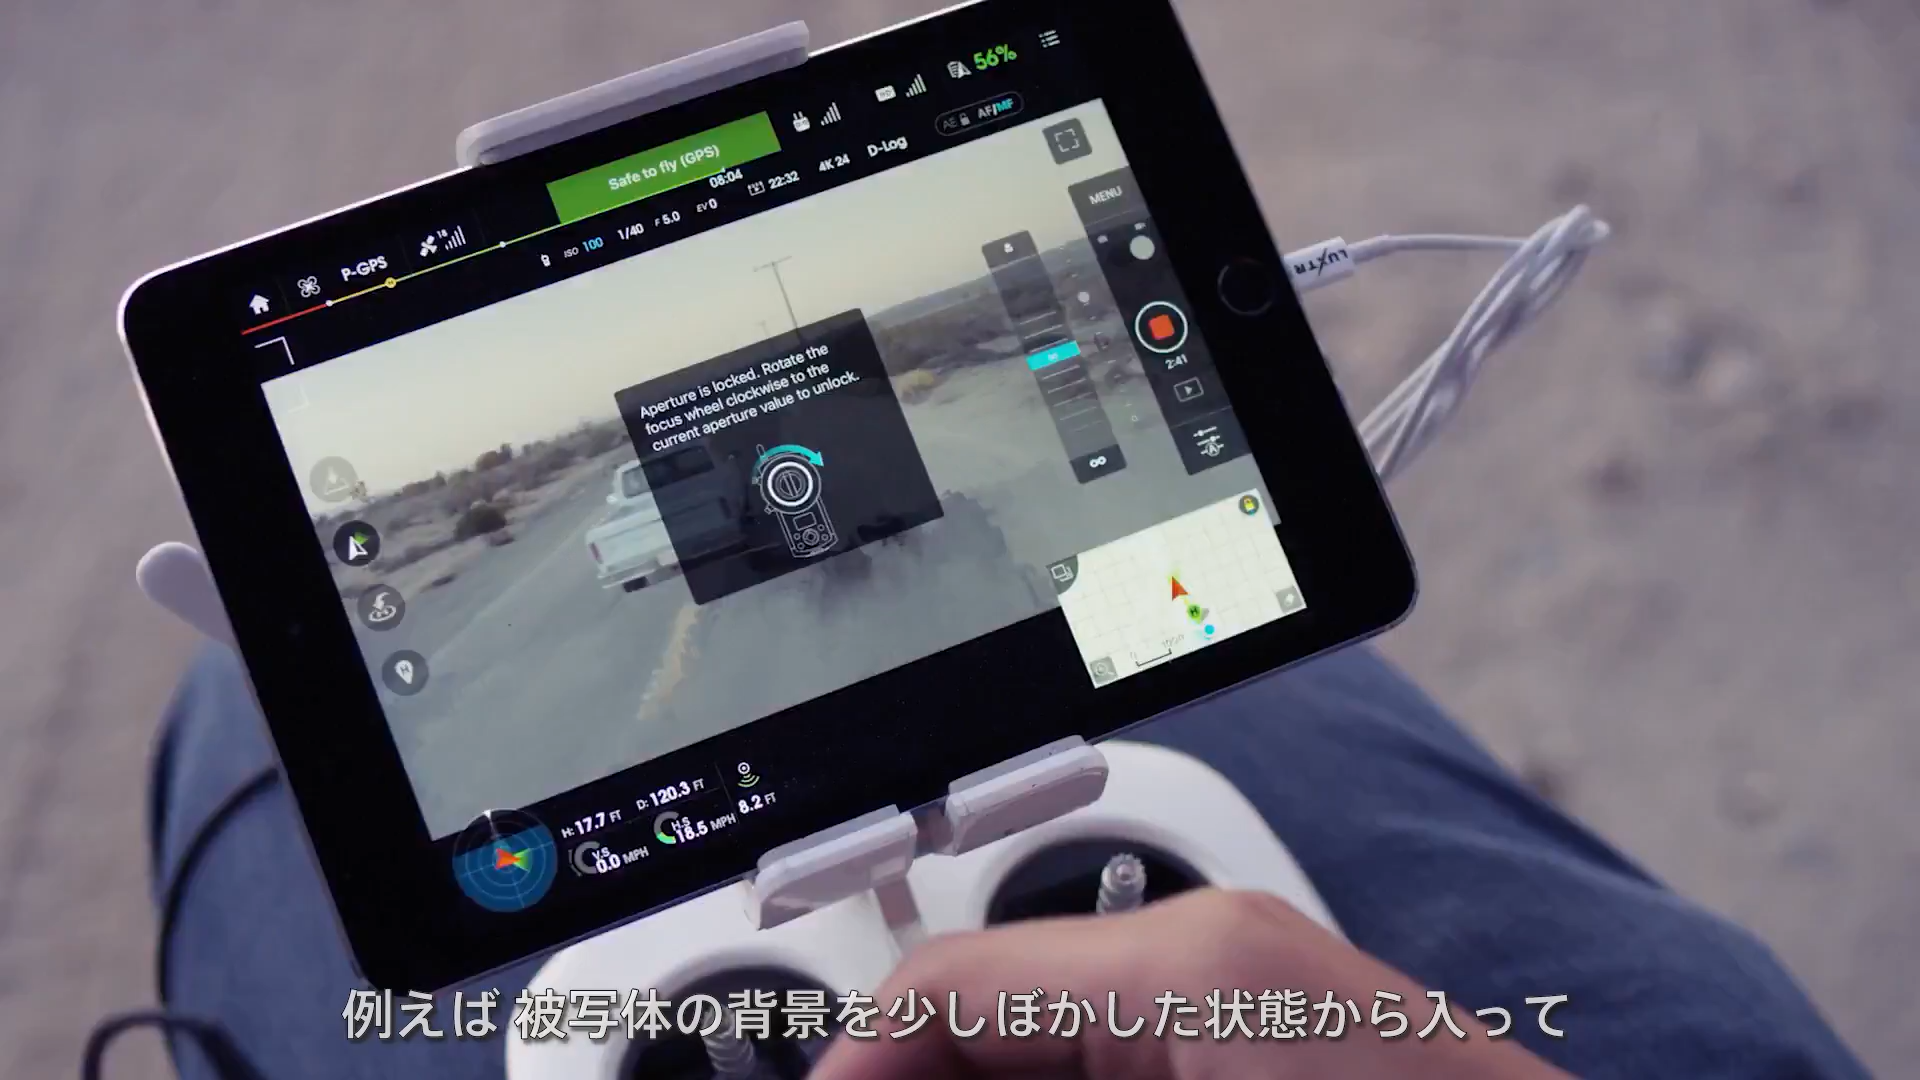 56%
AE AF/MF
Safe to fly (GPS)
08:04
22:32
4K 24
D-Log
P-GPS
18
ISO 100
1/40
F 5.0
EV 0
MENU
LUXTR
2:41
Aperture is locked. Rotate the
focus wheel clockwise to the
current aperture value to unlock.
∞
H
H: 17.7 FT
D: 120.3 FT
V.S
0.0 MPH
H.S
18.5 MPH
8.2 FT
例えば 被写体の背景を少しぼかした状態から入って